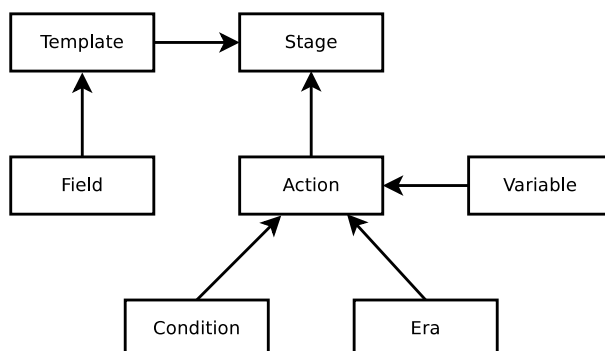 Template
Stage
Field
Action
Variable
Condition
Era